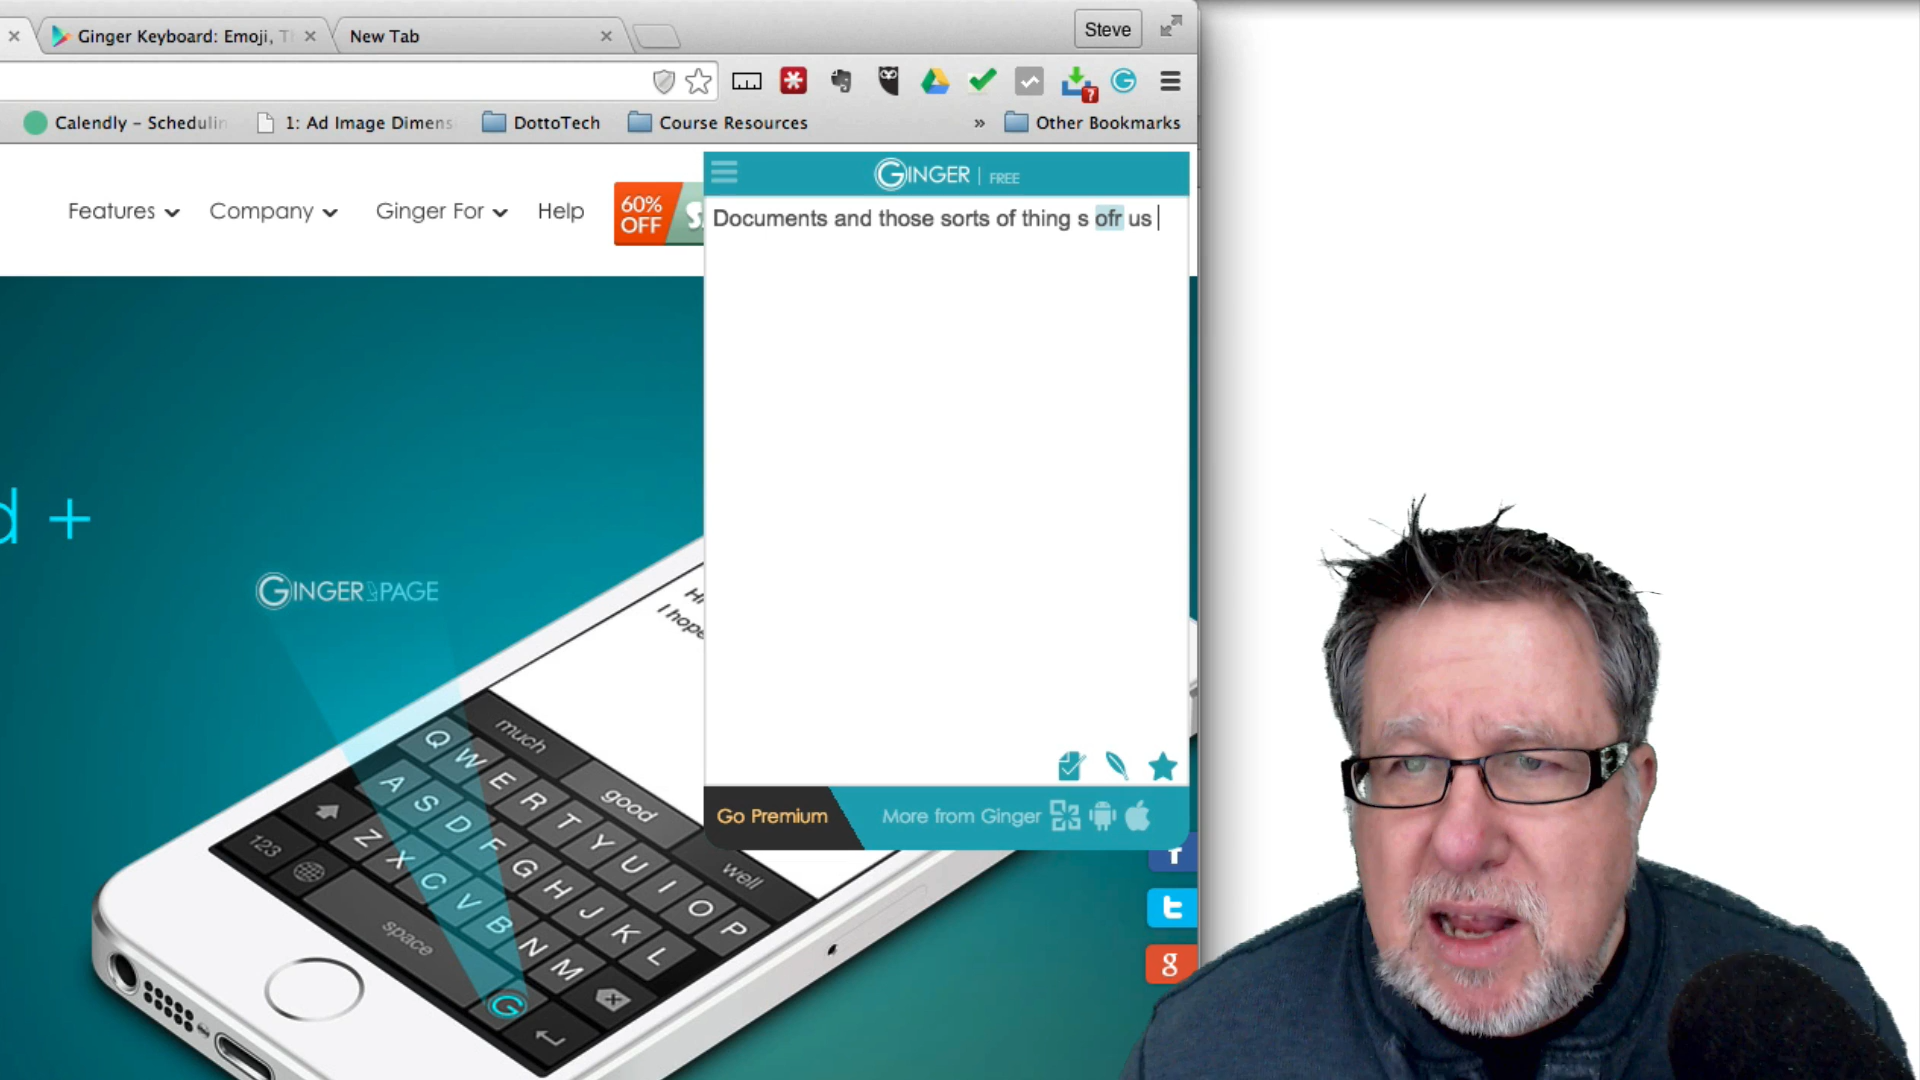 Ginger Keyboard: Emoji, T
New Tab
Steve
Calendly – Schedulin
1: Ad Image Dimens
DottoTech
Course Resources
»
Other Bookmarks
Features
Company
Ginger For
Help
60%
OFF
GINGER | FREE
Documents and those sorts of thing s ofr us
d +
GINGER PAGE
I hope
much
good
well
Q W E R T Y U I O P
A S D F G H J K L
Z X C V B N M
123
space
G
Go Premium
More from Ginger
f
t
g